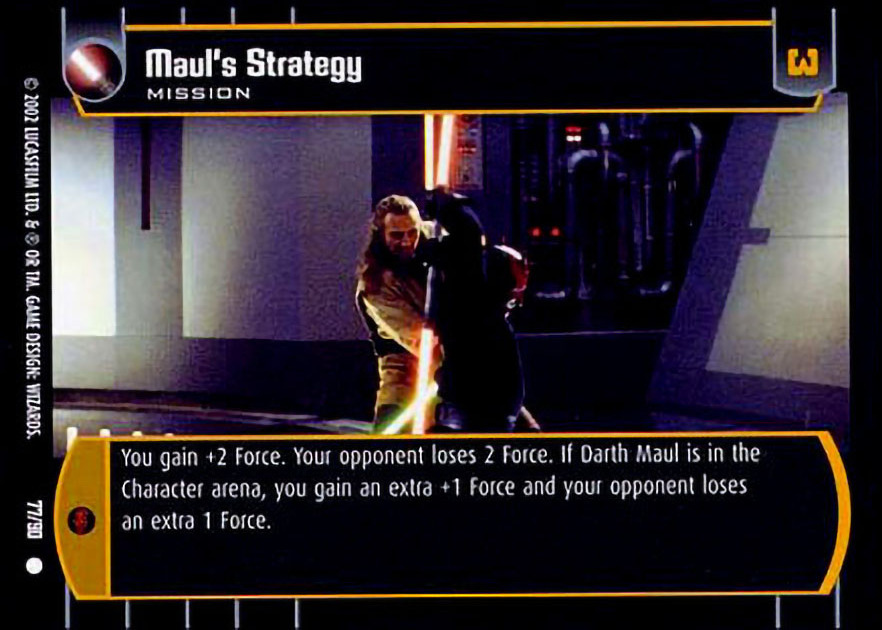 Maul's Strategy
MISSION
3
You gain +2 Force. Your opponent loses 2 Force. If Darth Maul is in the
Character arena, you gain an extra +1 Force and your opponent loses
an extra 1 Force.
© 2002 LUCASFILM LTD. & ® OR TM. GAME DESIGN: WIZARDS.
77/90